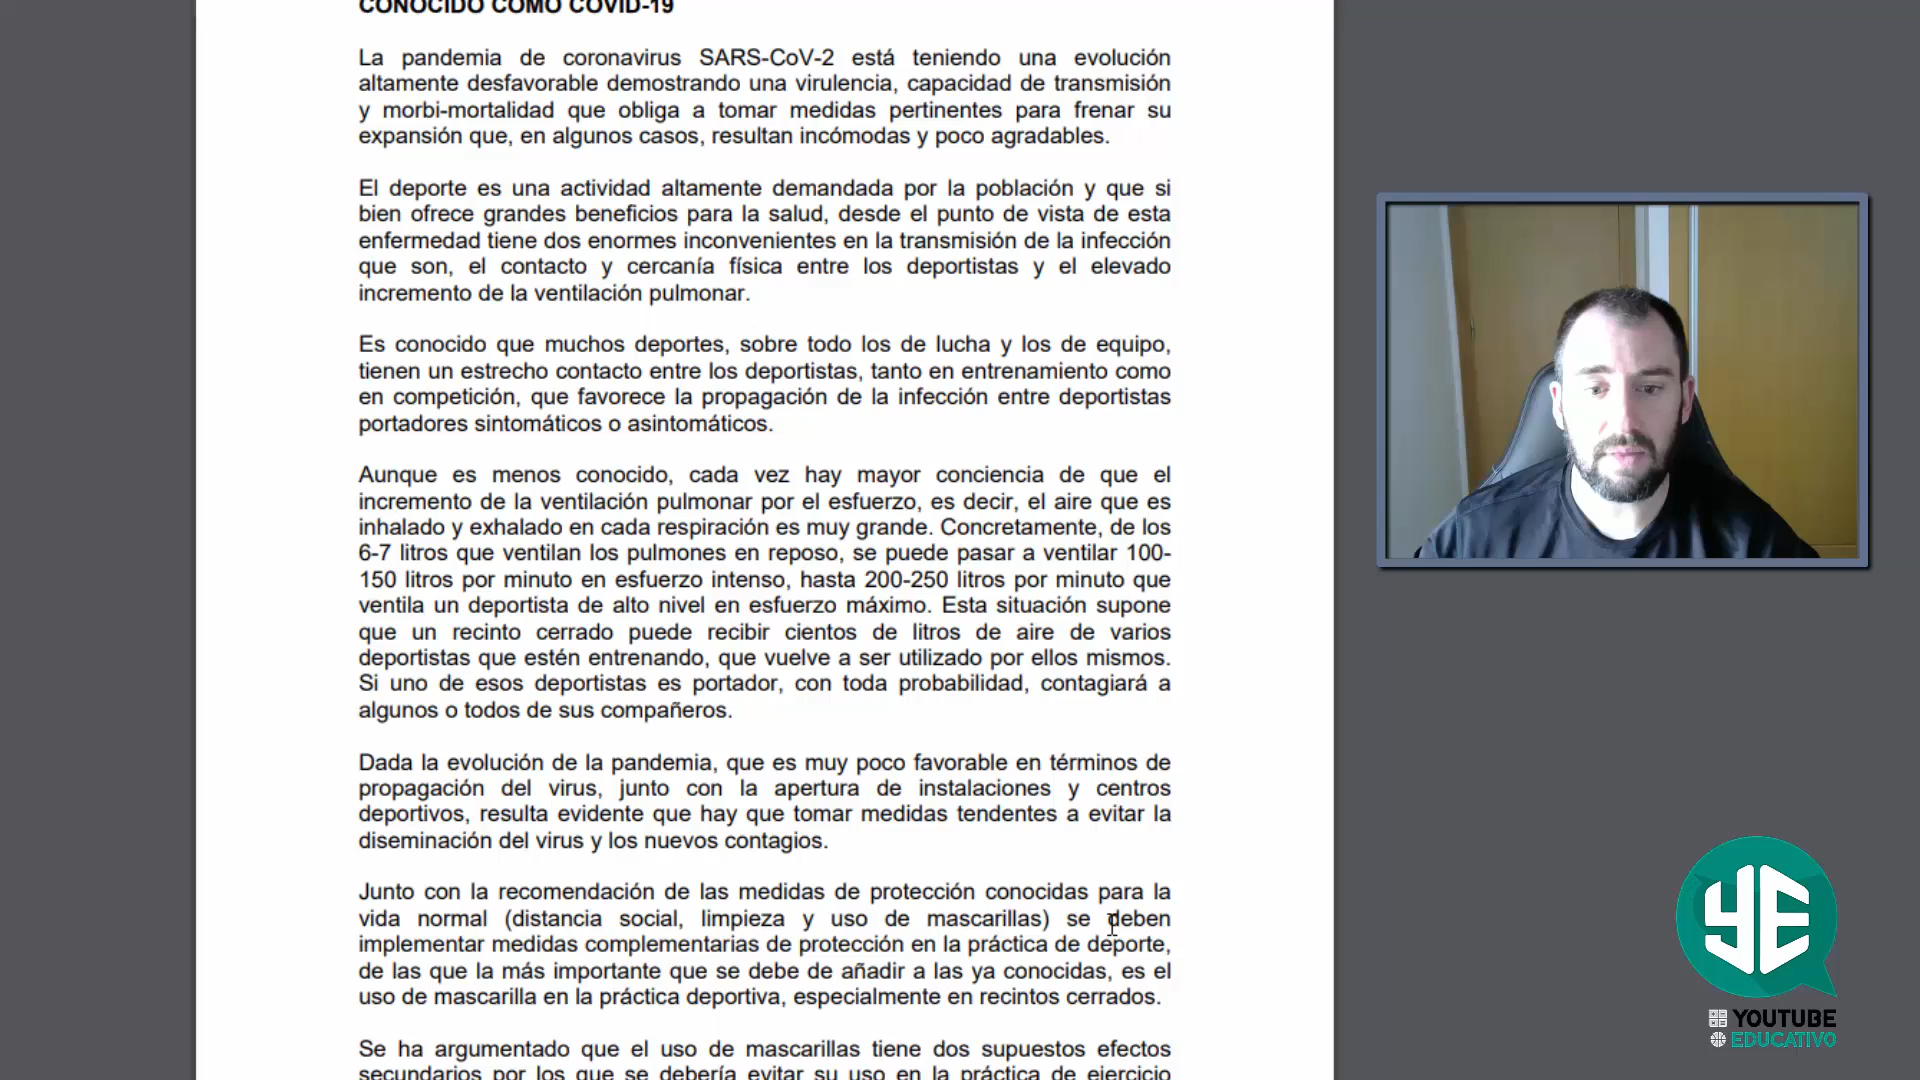 CONOCIDO COMO COVID-19
La pandemia de coronavirus SARS-CoV-2 está teniendo una evolución
altamente desfavorable demostrando una virulencia, capacidad de transmisión
y morbi-mortalidad que obliga a tomar medidas pertinentes para frenar su
expansión que, en algunos casos, resultan incómodas y poco agradables.
El deporte es una actividad altamente demandada por la población y que si
bien ofrece grandes beneficios para la salud, desde el punto de vista de esta
enfermedad tiene dos enormes inconvenientes en la transmisión de la infección
que son, el contacto y cercanía física entre los deportistas y el elevado
incremento de la ventilación pulmonar.
Es conocido que muchos deportes, sobre todo los de lucha y los de equipo,
tienen un estrecho contacto entre los deportistas, tanto en entrenamiento como
en competición, que favorece la propagación de la infección entre deportistas
portadores sintomáticos o asintomáticos.
Aunque es menos conocido, cada vez hay mayor conciencia de que el
incremento de la ventilación pulmonar por el esfuerzo, es decir, el aire que es
inhalado y exhalado en cada respiración es muy grande. Concretamente, de los
6-7 litros que ventilan los pulmones en reposo, se puede pasar a ventilar 100-
150 litros por minuto en esfuerzo intenso, hasta 200-250 litros por minuto que
ventila un deportista de alto nivel en esfuerzo máximo. Esta situación supone
que un recinto cerrado puede recibir cientos de litros de aire de varios
deportistas que estén entrenando, que vuelve a ser utilizado por ellos mismos.
Si uno de esos deportistas es portador, con toda probabilidad, contagiará a
algunos o todos de sus compañeros.
Dada la evolución de la pandemia, que es muy poco favorable en términos de
propagación del virus, junto con la apertura de instalaciones y centros
deportivos, resulta evidente que hay que tomar medidas tendentes a evitar la
diseminación del virus y los nuevos contagios.
Junto con la recomendación de las medidas de protección conocidas para la
vida normal (distancia social, limpieza y uso de mascarillas) se deben
implementar medidas complementarias de protección en la práctica de deporte,
de las que la más importante que se debe de añadir a las ya conocidas, es el
uso de mascarilla en la práctica deportiva, especialmente en recintos cerrados.
Se ha argumentado que el uso de mascarillas tiene dos supuestos efectos
secundarios por los que se debería evitar su uso en la práctica de ejercicio
YE
YOUTUBE
EDUCATIVO